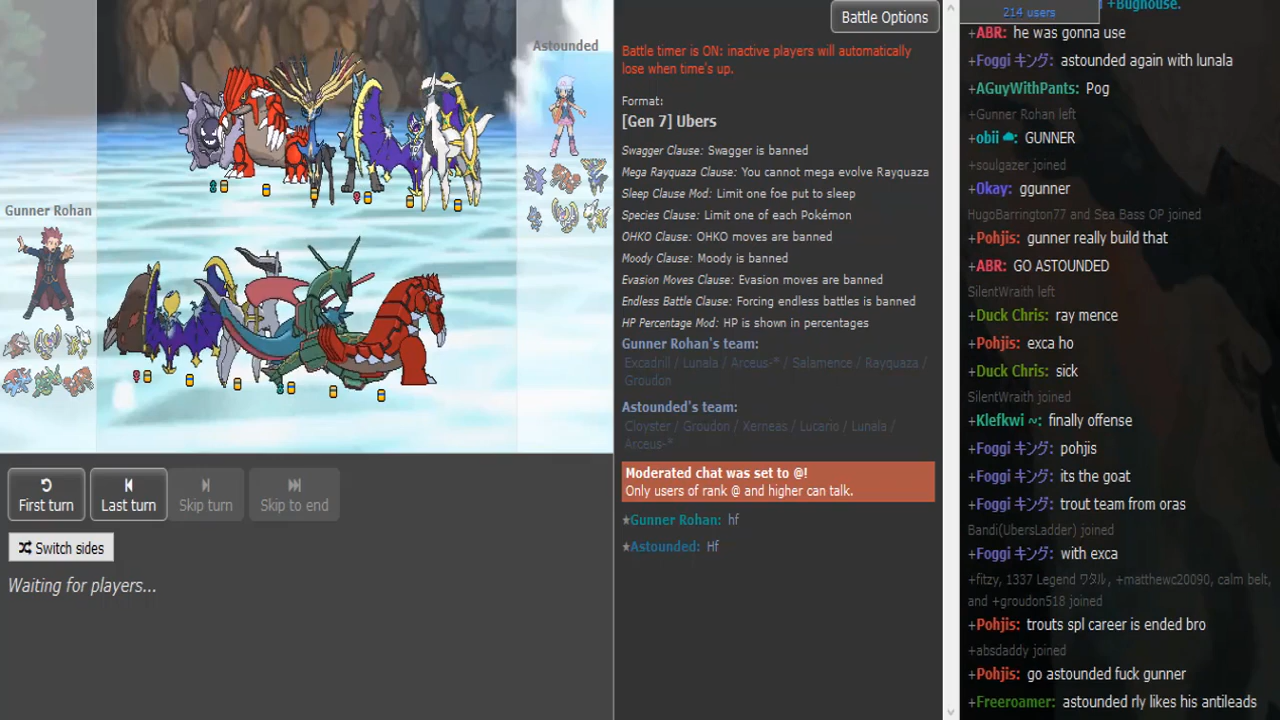 Astounded
Gunner Rohan
First turn
Last turn
Skip turn
Skip to end
Switch sides
Waiting for players...
Battle Options
Battle timer is ON: inactive players will automatically
lose when time's up.
Format:
[Gen 7] Ubers
Swagger Clause: Swagger is banned
Mega Rayquaza Clause: You cannot mega evolve Rayquaza
Sleep Clause Mod: Limit one foe put to sleep
Species Clause: Limit one of each Pokémon
OHKO Clause: OHKO moves are banned
Moody Clause: Moody is banned
Evasion Moves Clause: Evasion moves are banned
Endless Battle Clause: Forcing endless battles is banned
HP Percentage Mod: HP is shown in percentages
Gunner Rohan's team:
Excadrill / Lunala / Arceus-* / Salamence / Rayquaza /
Groudon
Astounded's team:
Cloyster / Groudon / Xerneas / Lucario / Lunala /
Arceus-*
Moderated chat was set to @!
Only users of rank @ and higher can talk.
★Gunner Rohan: hf
★Astounded: Hf
214 users
+Bughouse.
+ABR: he was gonna use
+Foggi キング: astounded again with lunala
+AGuyWithPants: Pog
+Gunner Rohan left
+obii ☁: GUNNER
+soulgazer joined
+Okay: ggunner
HugoBarrington77 and Sea Bass OP joined
+Pohjis: gunner really build that
+ABR: GO ASTOUNDED
SilentWraith left
+Duck Chris: ray mence
+Pohjis: exca ho
+Duck Chris: sick
SilentWraith joined
+Klefkwi ~: finally offense
+Foggi キング: pohjis
+Foggi キング: its the goat
+Foggi キング: trout team from oras
Bandi(UbersLadder) joined
+Foggi キング: with exca
+fitzy, 1337 Legend ワタル, +matthewc20090, calm belt,
and +groudon518 joined
+Pohjis: trouts spl career is ended bro
+absdaddy joined
+Pohjis: go astounded fuck gunner
+Freeroamer: astounded rly likes his antileads